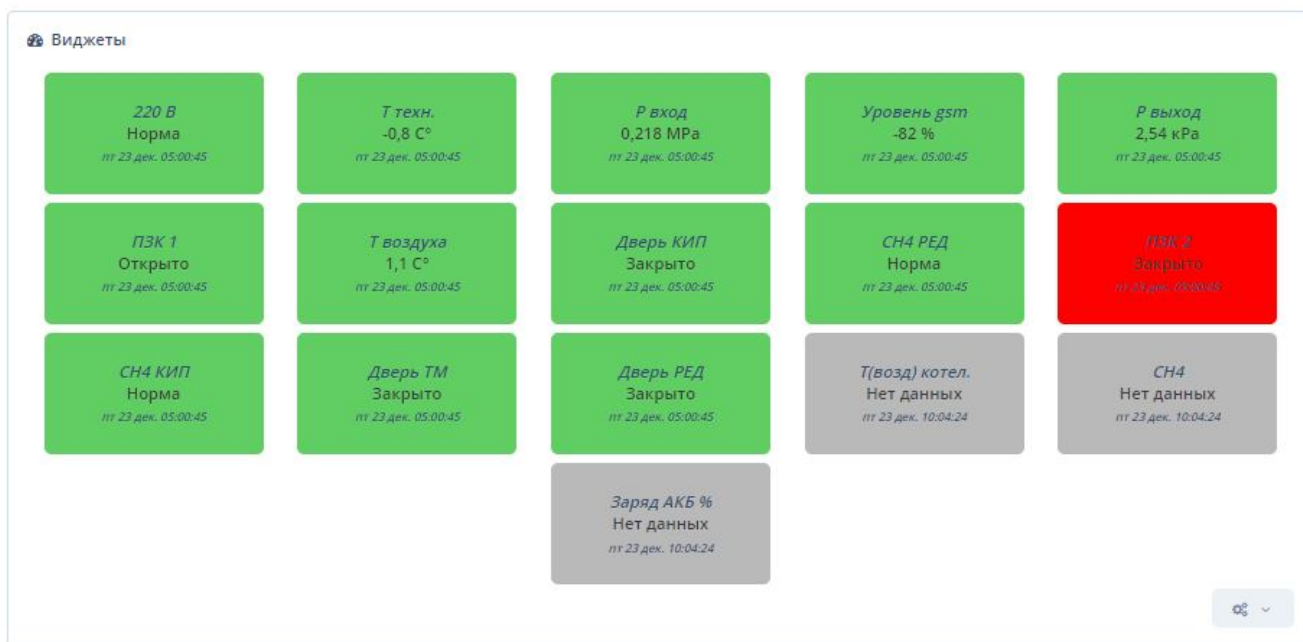 Виджеты
220 В
Норма
пт 23 дек. 05:00:45
Т техн.
-0,8 C°
пт 23 дек. 05:00:45
Р вход
0,218 MPa
пт 23 дек. 05:00:45
Уровень gsm
-82 %
пт 23 дек. 05:00:45
Р выход
2,54 кРа
пт 23 дек. 05:00:45
ПЗК 1
Открыто
пт 23 дек. 05:00:45
Т воздуха
1,1 C°
пт 23 дек. 05:00:45
Дверь КИП
Закрыто
пт 23 дек. 05:00:45
СН4 РЕД
Норма
пт 23 дек. 05:00:45
ПЗК 2
Закрыто
пт 23 дек. 05:00:45
СН4 КИП
Норма
пт 23 дек. 05:00:45
Дверь ТМ
Закрыто
пт 23 дек. 05:00:45
Дверь РЕД
Закрыто
пт 23 дек. 05:00:45
Т(возд) котел.
Нет данных
пт 23 дек. 10:04:24
СН4
Нет данных
пт 23 дек. 10:04:24
Заряд АКБ %
Нет данных
пт 23 дек. 10:04:24